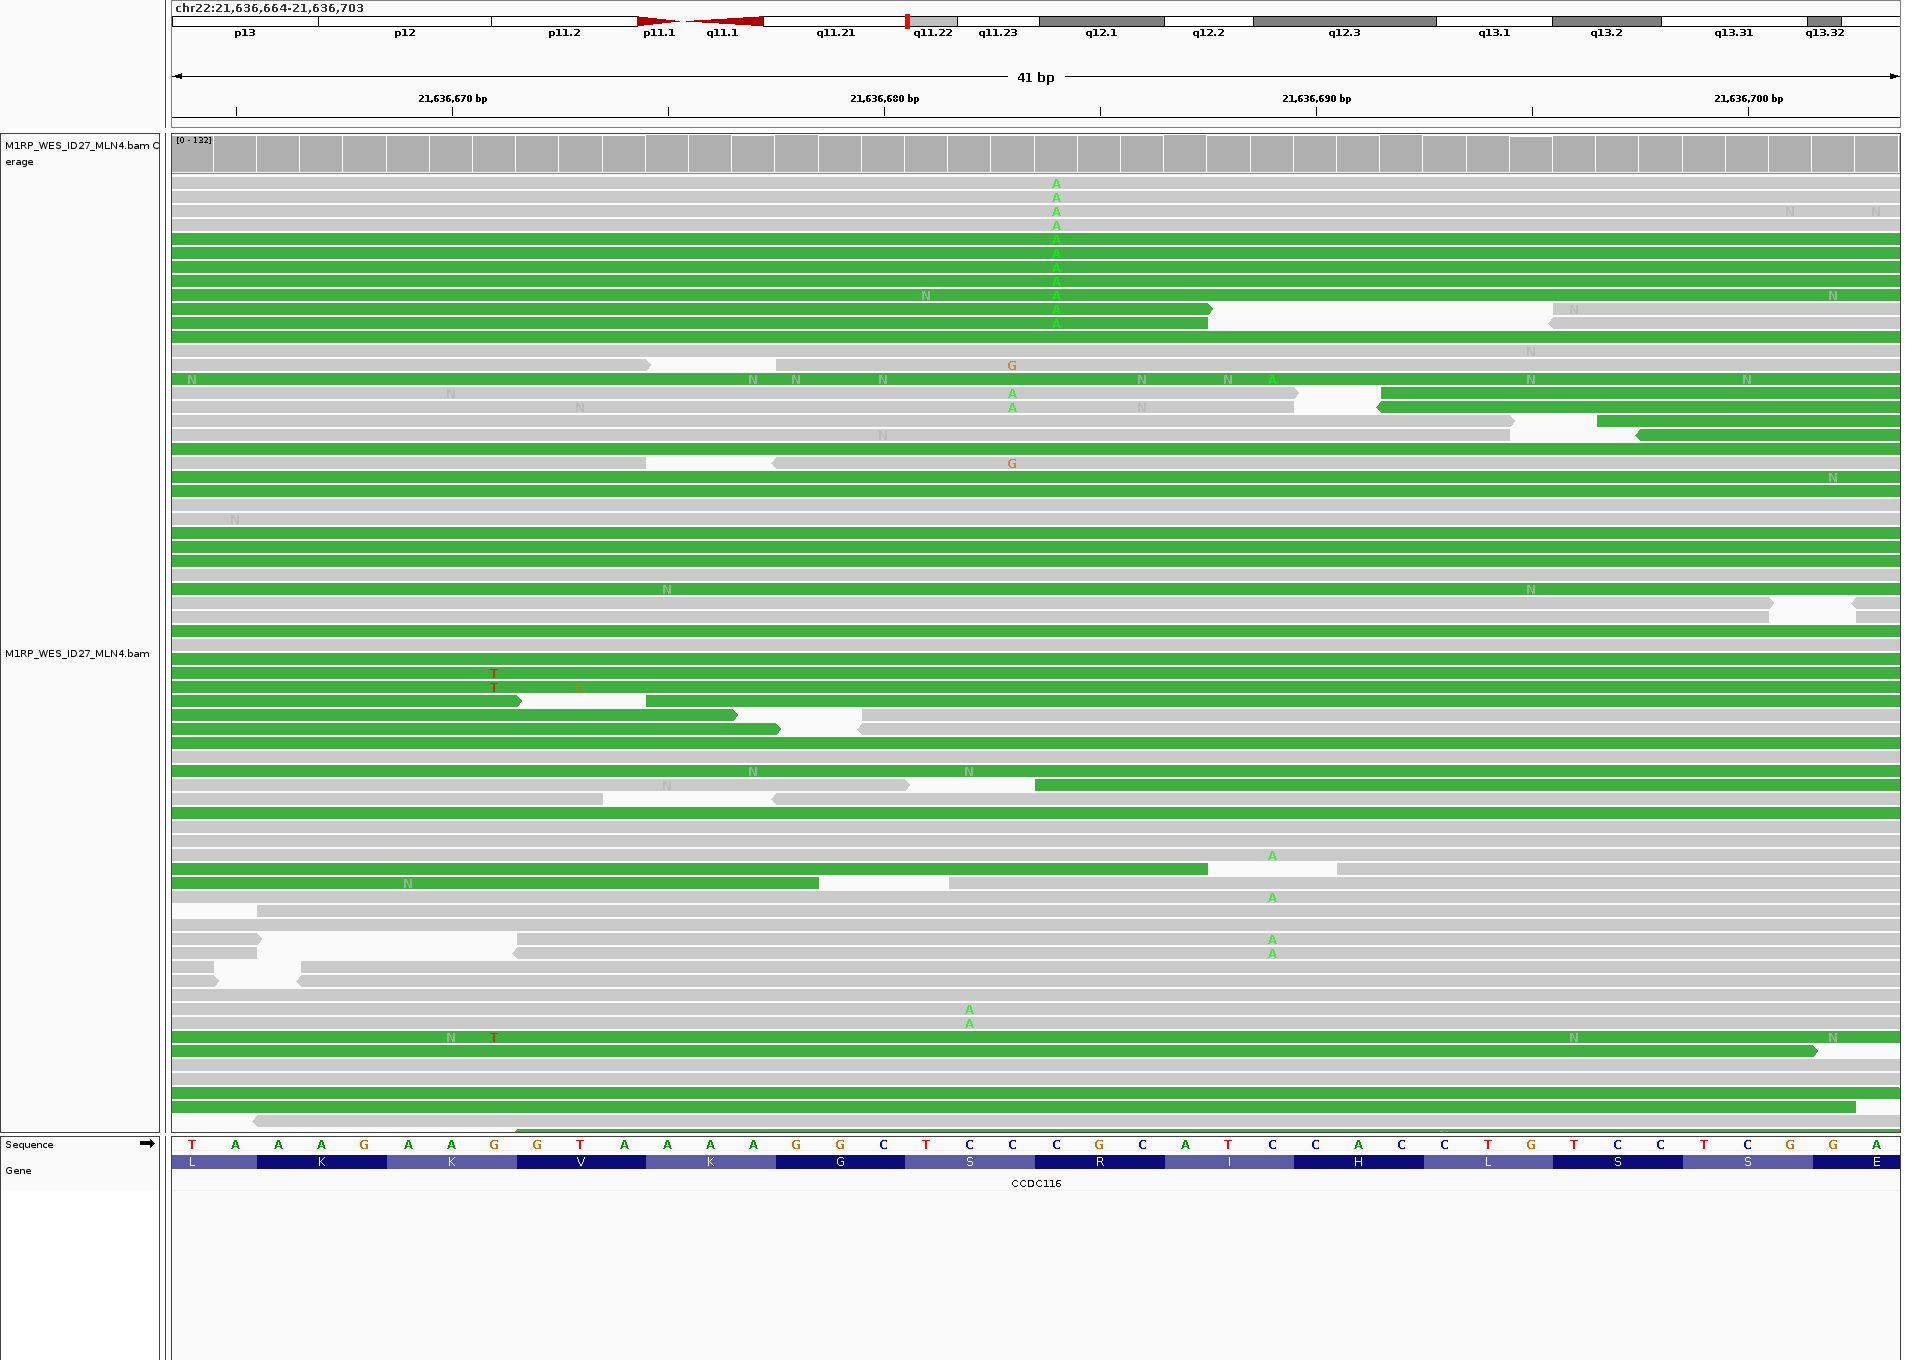 chr22:21,636,664-21,636,703
p13 p12 p11.2 p11.1 q11.1 q11.21 q11.22 q11.23 q12.1 q12.2 q12.3 q13.1 q13.2 q13.31 q13.32
41 bp
21,636,670 bp 21,636,680 bp 21,636,690 bp 21,636,700 bp
M1RP_WES_ID27_MLN4.bam C
erage
[0 - 132]
A
A
A N N
A
A
A
A
A
N A N
A N
A
N
G
N N N N N N A N N
N A
N A N
N
G
N
N
N N
M1RP_WES_ID27_MLN4.bam
T
T G
N N
N
A
N
A
A
A
A
A
N T N N
Sequence T A A A G A A G G T A A A A G G C T C C C G C A T C C A C C T G T C C T C G G A
Gene L K K V K G S R I H L S S E
CCDC116